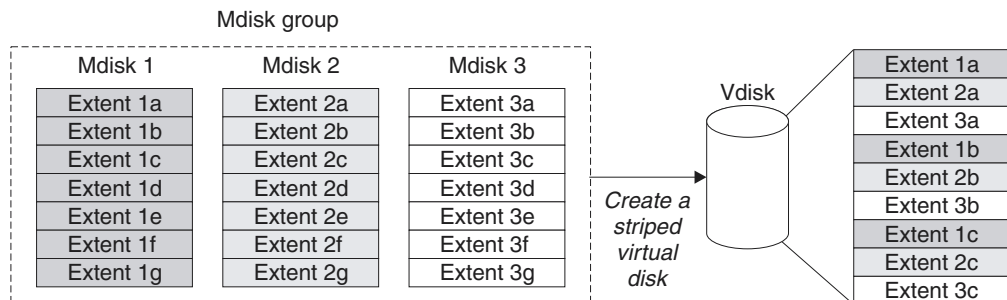 Mdisk group
Mdisk 1
Extent 1a
Extent 1b
Extent 1c
Extent 1d
Extent 1e
Extent 1f
Extent 1g
Mdisk 2
Extent 2a
Extent 2b
Extent 2c
Extent 2d
Extent 2e
Extent 2f
Extent 2g
Mdisk 3
Extent 3a
Extent 3b
Extent 3c
Extent 3d
Extent 3e
Extent 3f
Extent 3g
Create a
striped
virtual
disk
Vdisk
Extent 1a
Extent 2a
Extent 3a
Extent 1b
Extent 2b
Extent 3b
Extent 1c
Extent 2c
Extent 3c